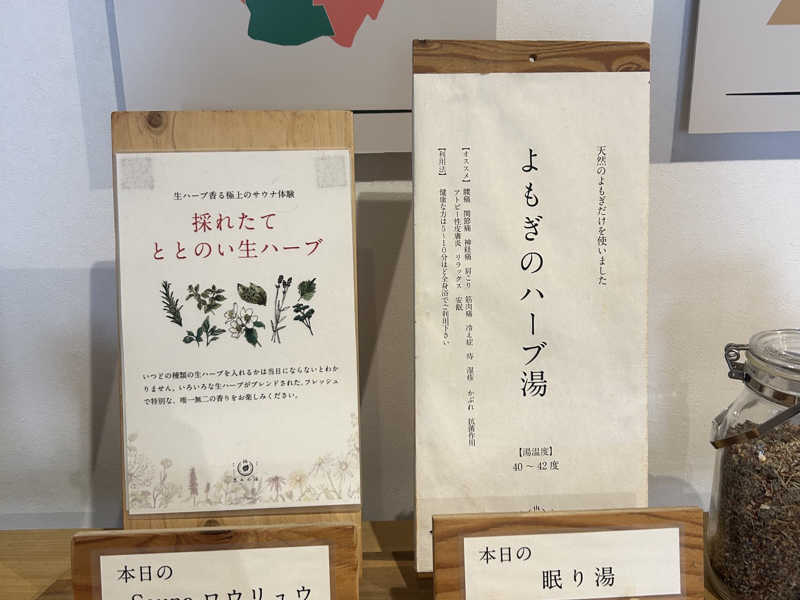 生ハーブ香る極上のサウナ体験
採れたて
ととのい生ハーブ
いつどの種類の生ハーブを入れるかは当日にならないとわか
りません。いろいろな生ハーブがブレンドされた、フレッシュ
で特別な、唯一無二の香りをお楽しみください。
本日の
Sauna ロウリュウ
天然のよもぎだけを使いました
よもぎのハーブ湯
【オススメ】腰痛 関節痛 神経痛 肩こり 筋肉痛 冷え症 痔 湿疹 かぶれ 抗菌作用
アトピー性皮膚炎 リラックス 安眠
【利用法】 健康な方は5~10分ほど全身浴でご利用下さい
【湯温度】
40～42度
本日の
眠り湯